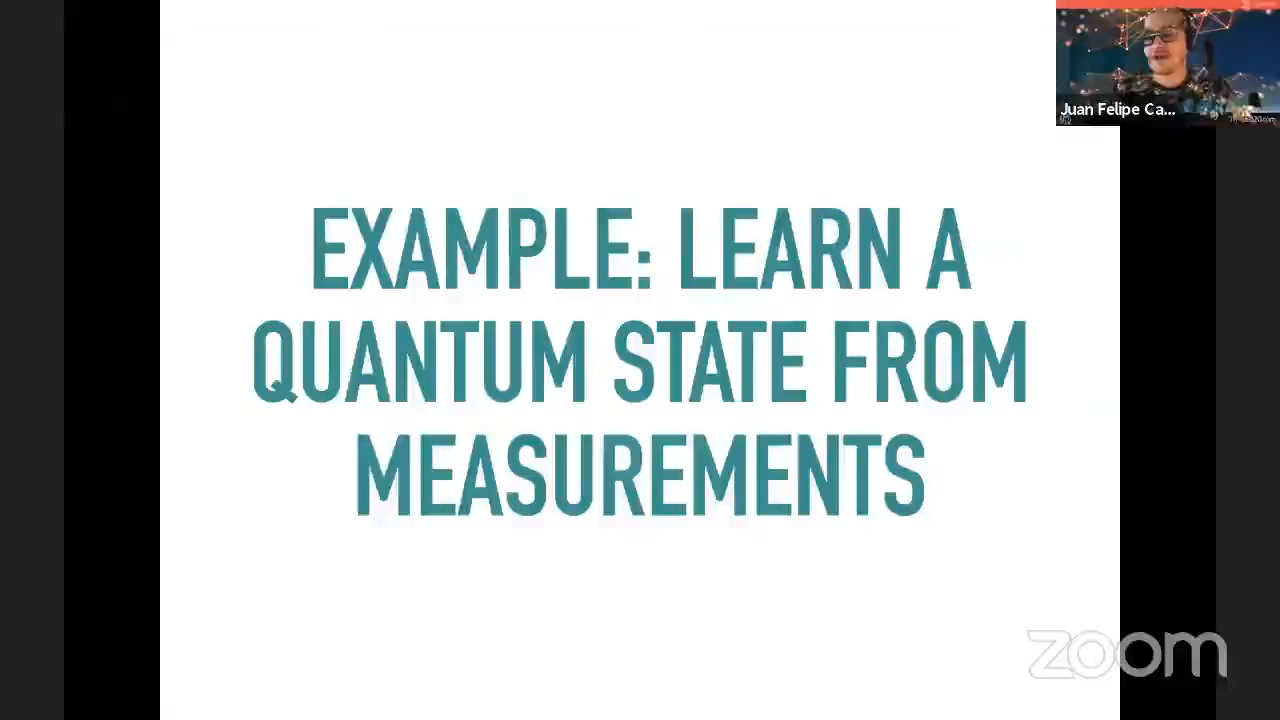 Juan Felipe Ca...
EXAMPLE: LEARN A
QUANTUM STATE FROM
MEASUREMENTS
zoom